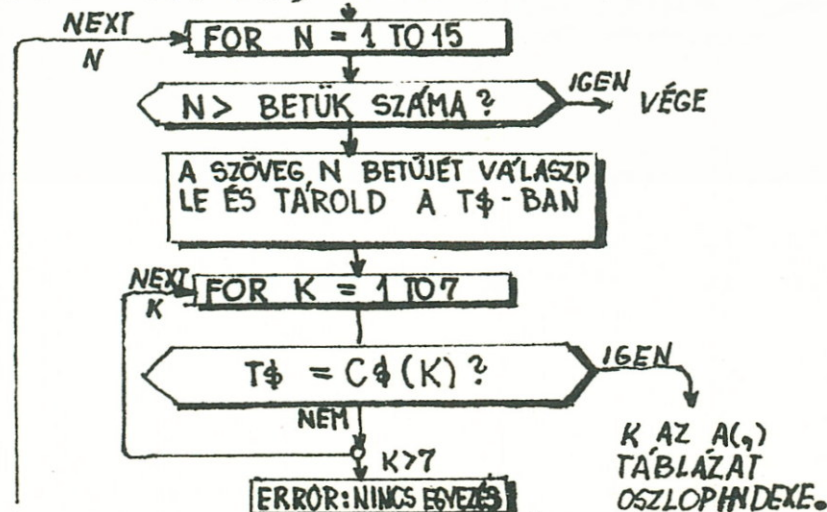 NEXT
N
FOR N = 1 TO 15
N > BETŰK SZÁMA ?
IGEN
VÉGE
A SZÖVEG N BETŰJÉT VÁLASZD
LE ÉS TÁROLD A T$-BAN
NEXT
K
FOR K = 1 TO 7
T$ = C$(K) ?
IGEN
NEM
K>7
K AZ A(,)
TÁBLÁZAT
OSZLOPINDEXE.
ERROR: NINCS EGYEZÉS